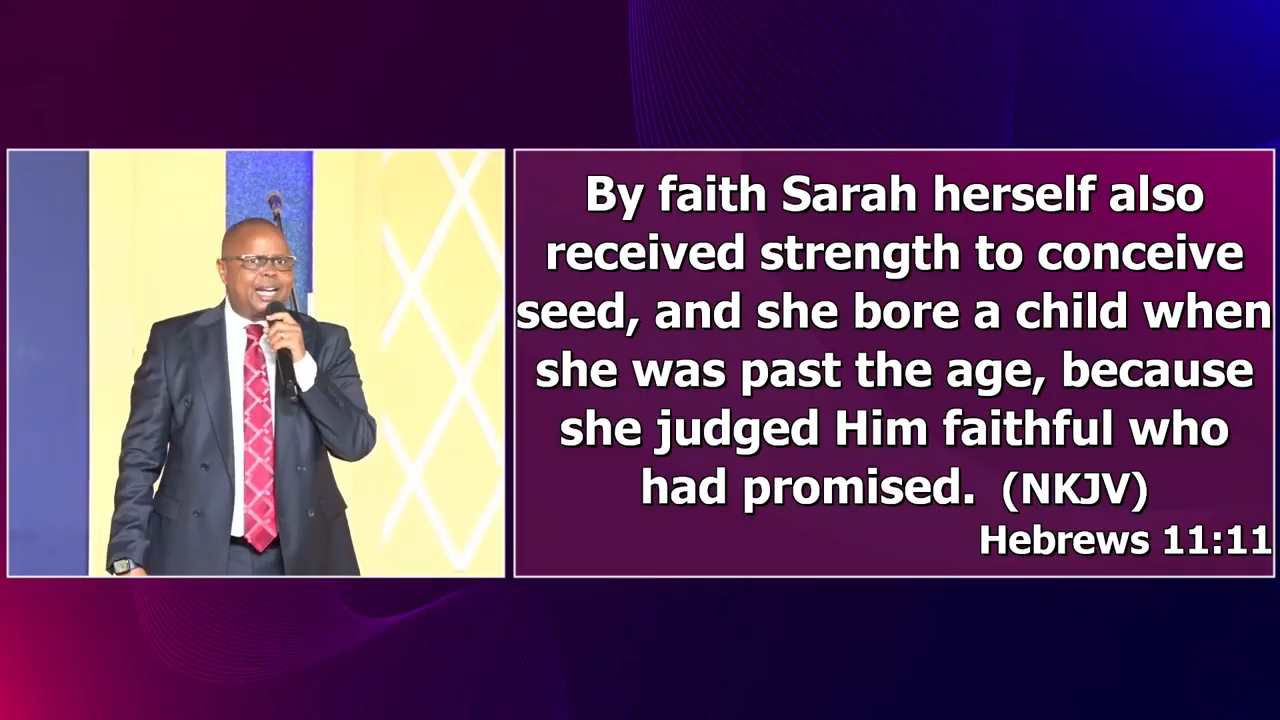 By faith Sarah herself also
received strength to conceive
seed, and she bore a child when
she was past the age, because
she judged Him faithful who
had promised. (NKJV)
Hebrews 11:11